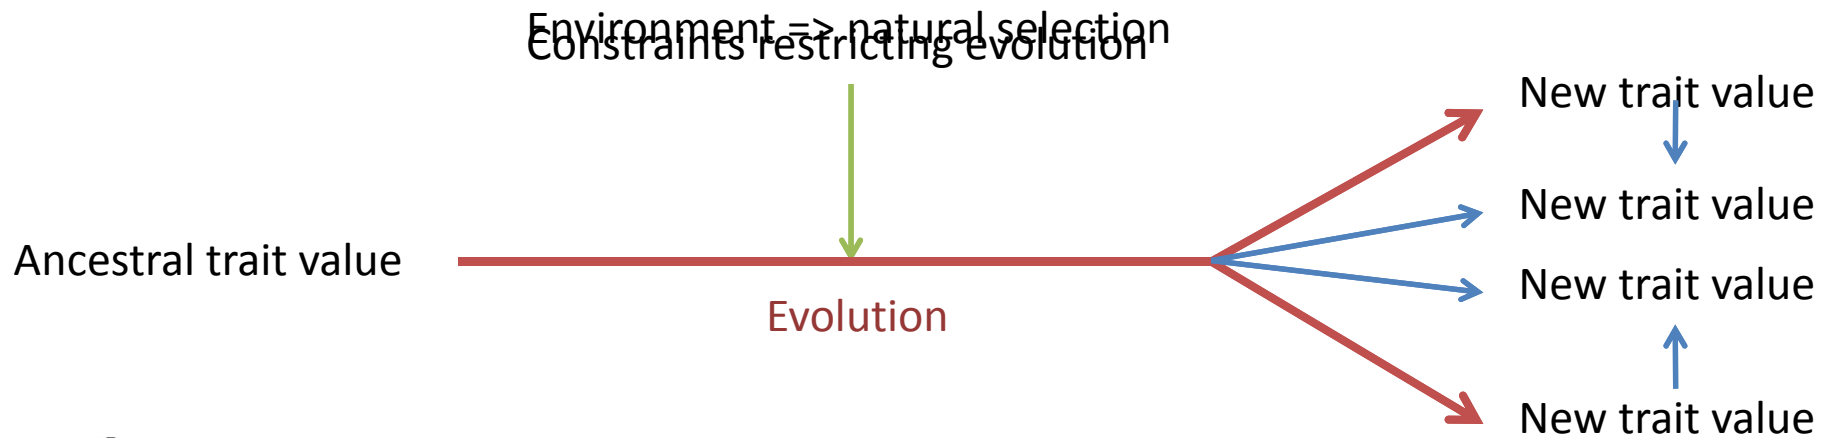 Environment => natural selection
Constraints restricting evolution
New trait value
New trait value
Ancestral trait value
New trait value
Evolution
New trait value